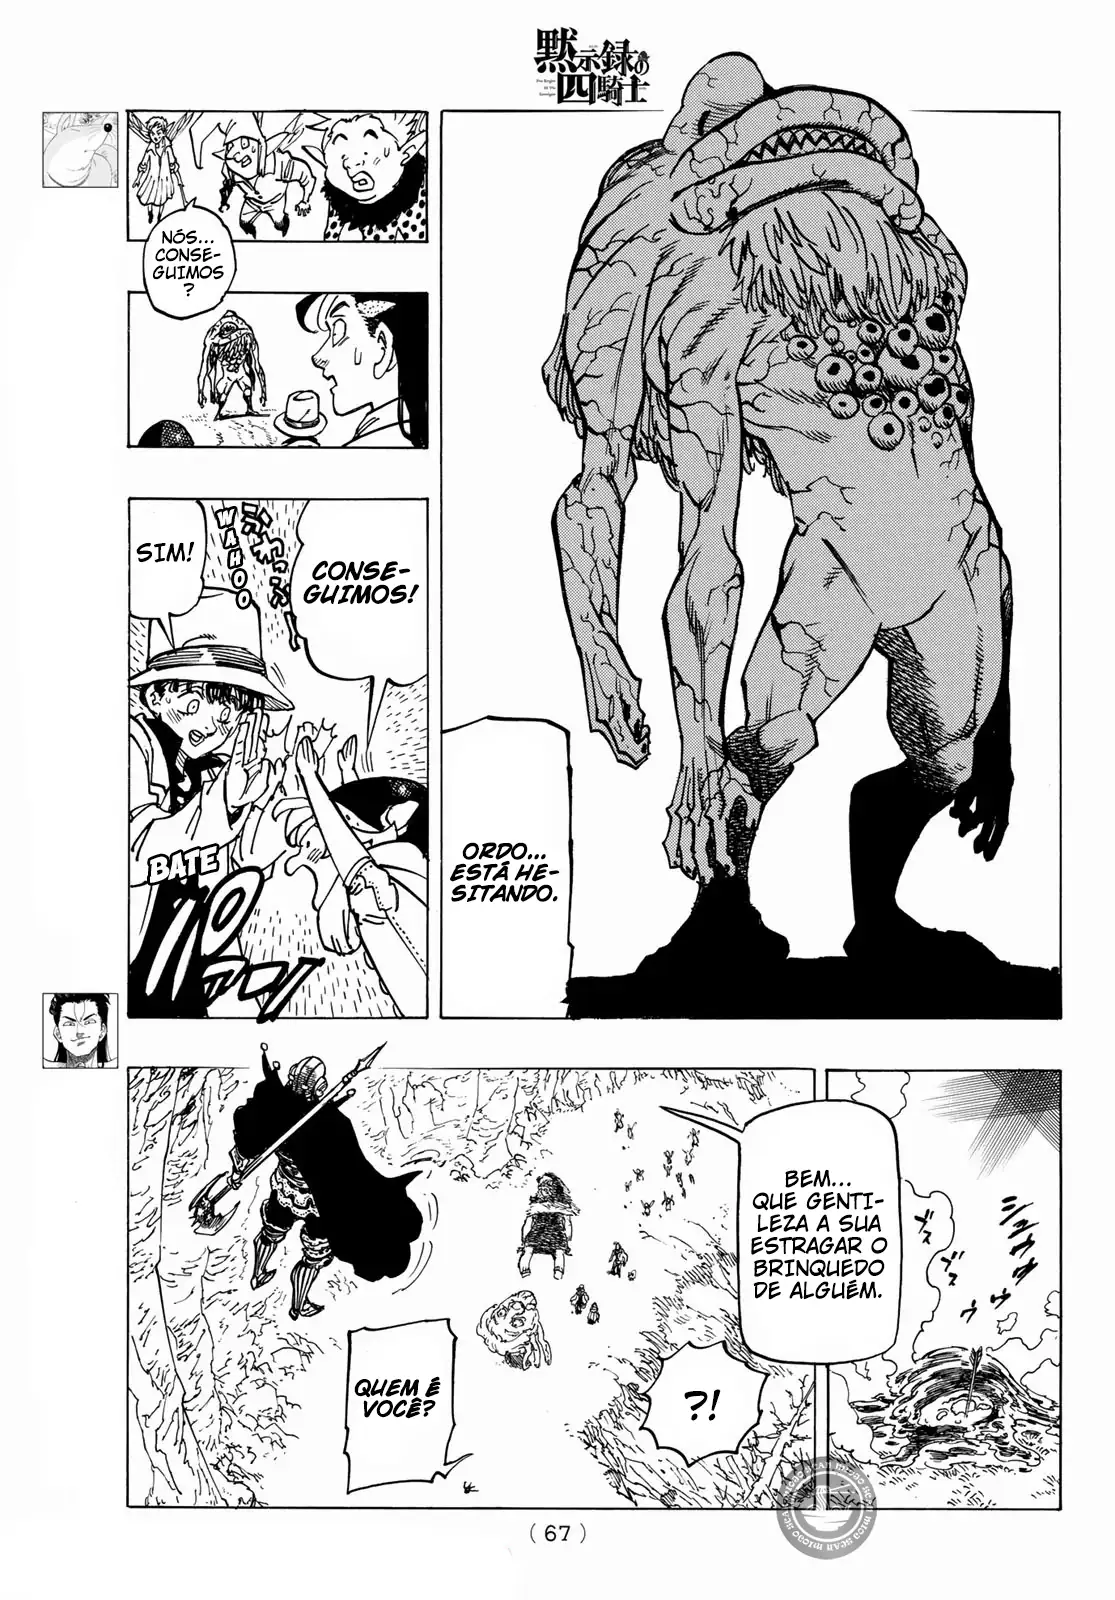 黙示録の
四騎士
ORDO...
ESTÁ HE-
SITANDO.
NÓS...
CONSE-
GUIMOS
?
CONSE-
GUIMOS!
WAHOO
SIM!
BATE
BEM...
QUE GENTI-
LEZA A SUA
ESTRAGAR O
BRINQUEDO
DE ALGUÉM.
?!
QUEM É
VOCÊ?
( 67 )